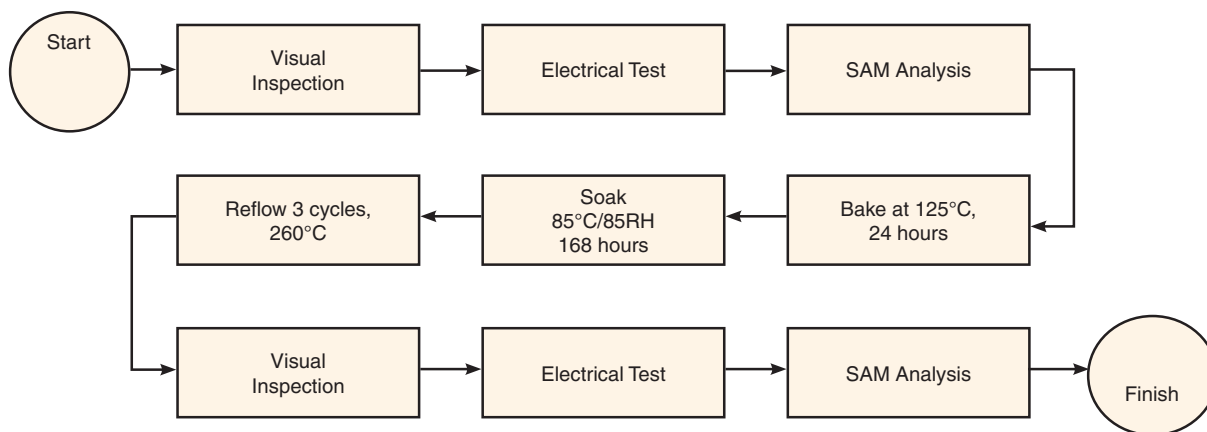 Start
Visual
Inspection
Electrical Test
SAM Analysis
Bake at 125°C,
24 hours
Soak
85°C/85RH
168 hours
Reflow 3 cycles,
260°C
Visual
Inspection
Electrical Test
SAM Analysis
Finish